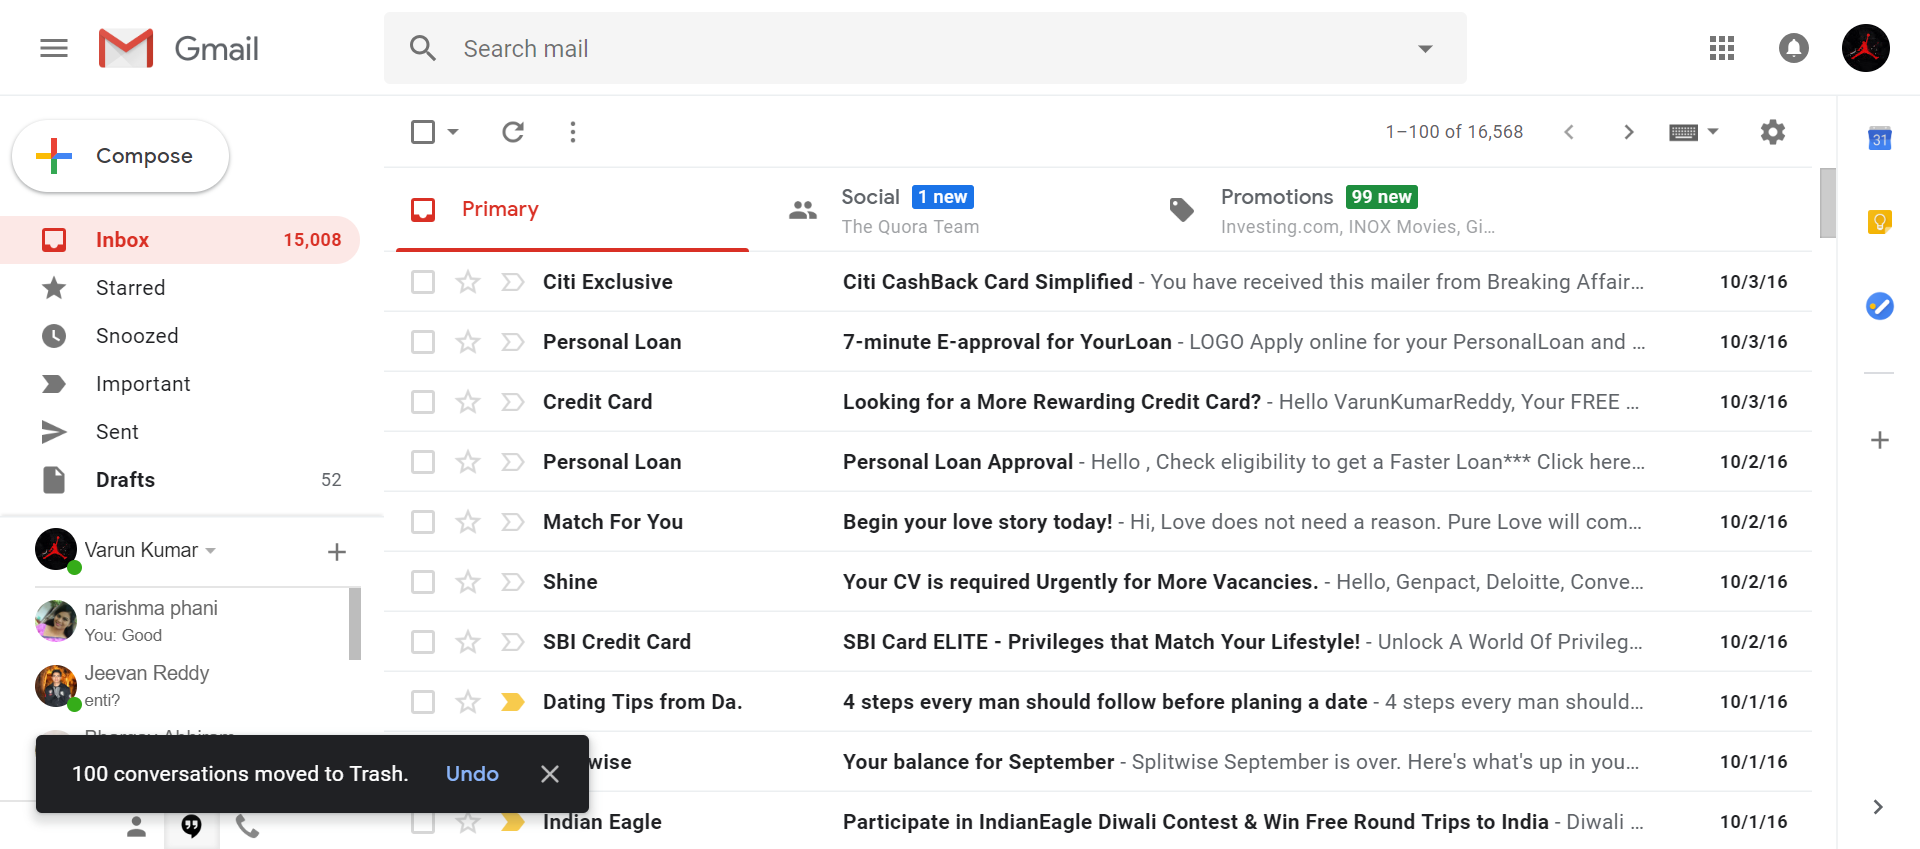 Gmail
Search mail
Compose
1–100 of 16,568
31
Inbox 15,008
Starred
Snoozed
Important
Sent
Drafts 52
Primary
Social 1 new
The Quora Team
Promotions 99 new
Investing.com, INOX Movies, Gi...
Citi Exclusive Citi CashBack Card Simplified - You have received this mailer from Breaking Affair... 10/3/16
Personal Loan 7-minute E-approval for YourLoan - LOGO Apply online for your PersonalLoan and ... 10/3/16
Credit Card Looking for a More Rewarding Credit Card? - Hello VarunKumarReddy, Your FREE ... 10/3/16
Personal Loan Personal Loan Approval - Hello , Check eligibility to get a Faster Loan*** Click here... 10/2/16
Match For You Begin your love story today! - Hi, Love does not need a reason. Pure Love will com... 10/2/16
Shine Your CV is required Urgently for More Vacancies. - Hello, Genpact, Deloitte, Conve... 10/2/16
SBI Credit Card SBI Card ELITE - Privileges that Match Your Lifestyle! - Unlock A World Of Privileg... 10/2/16
Dating Tips from Da. 4 steps every man should follow before planing a date - 4 steps every man should... 10/1/16
wise Your balance for September - Splitwise September is over. Here's what's up in you... 10/1/16
Indian Eagle Participate in IndianEagle Diwali Contest & Win Free Round Trips to India - Diwali ... 10/1/16
Varun Kumar
narishma phani
You: Good
Jeevan Reddy
enti?
100 conversations moved to Trash. Undo